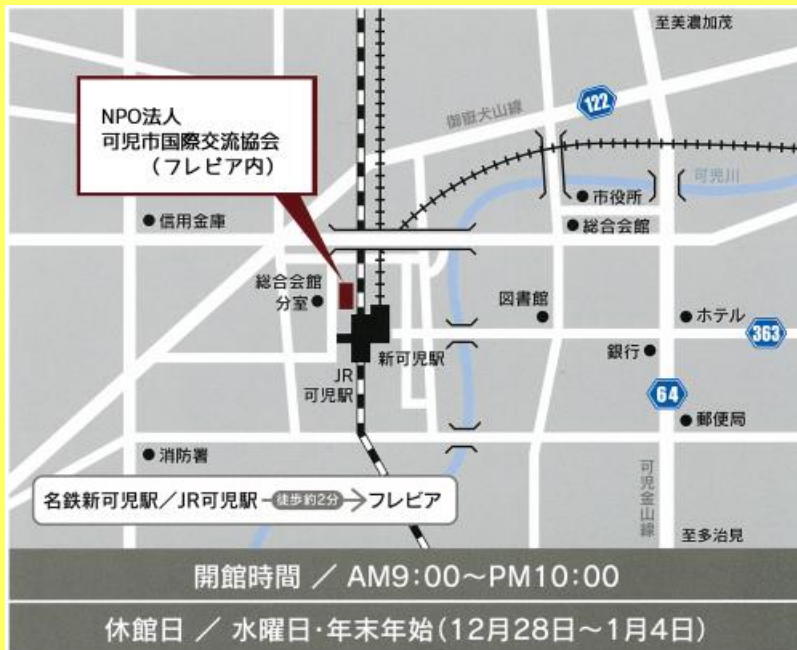 至美濃加茂
NPO法人
可児市国際交流協会
（フレビア内）
122
御嶽犬山線
可児川
市役所
信用金庫
総合会館
総合会館
分室
図書館
ホテル
363
新可児駅
銀行
JR
可児駅
64
郵便局
消防署
可児金山線
名鉄新可児駅／JR可児駅 徒歩約2分 フレビア
至多治見
開館時間 ／ AM9:00～PM10:00
休館日 ／ 水曜日・年末年始(12月28日～1月4日)